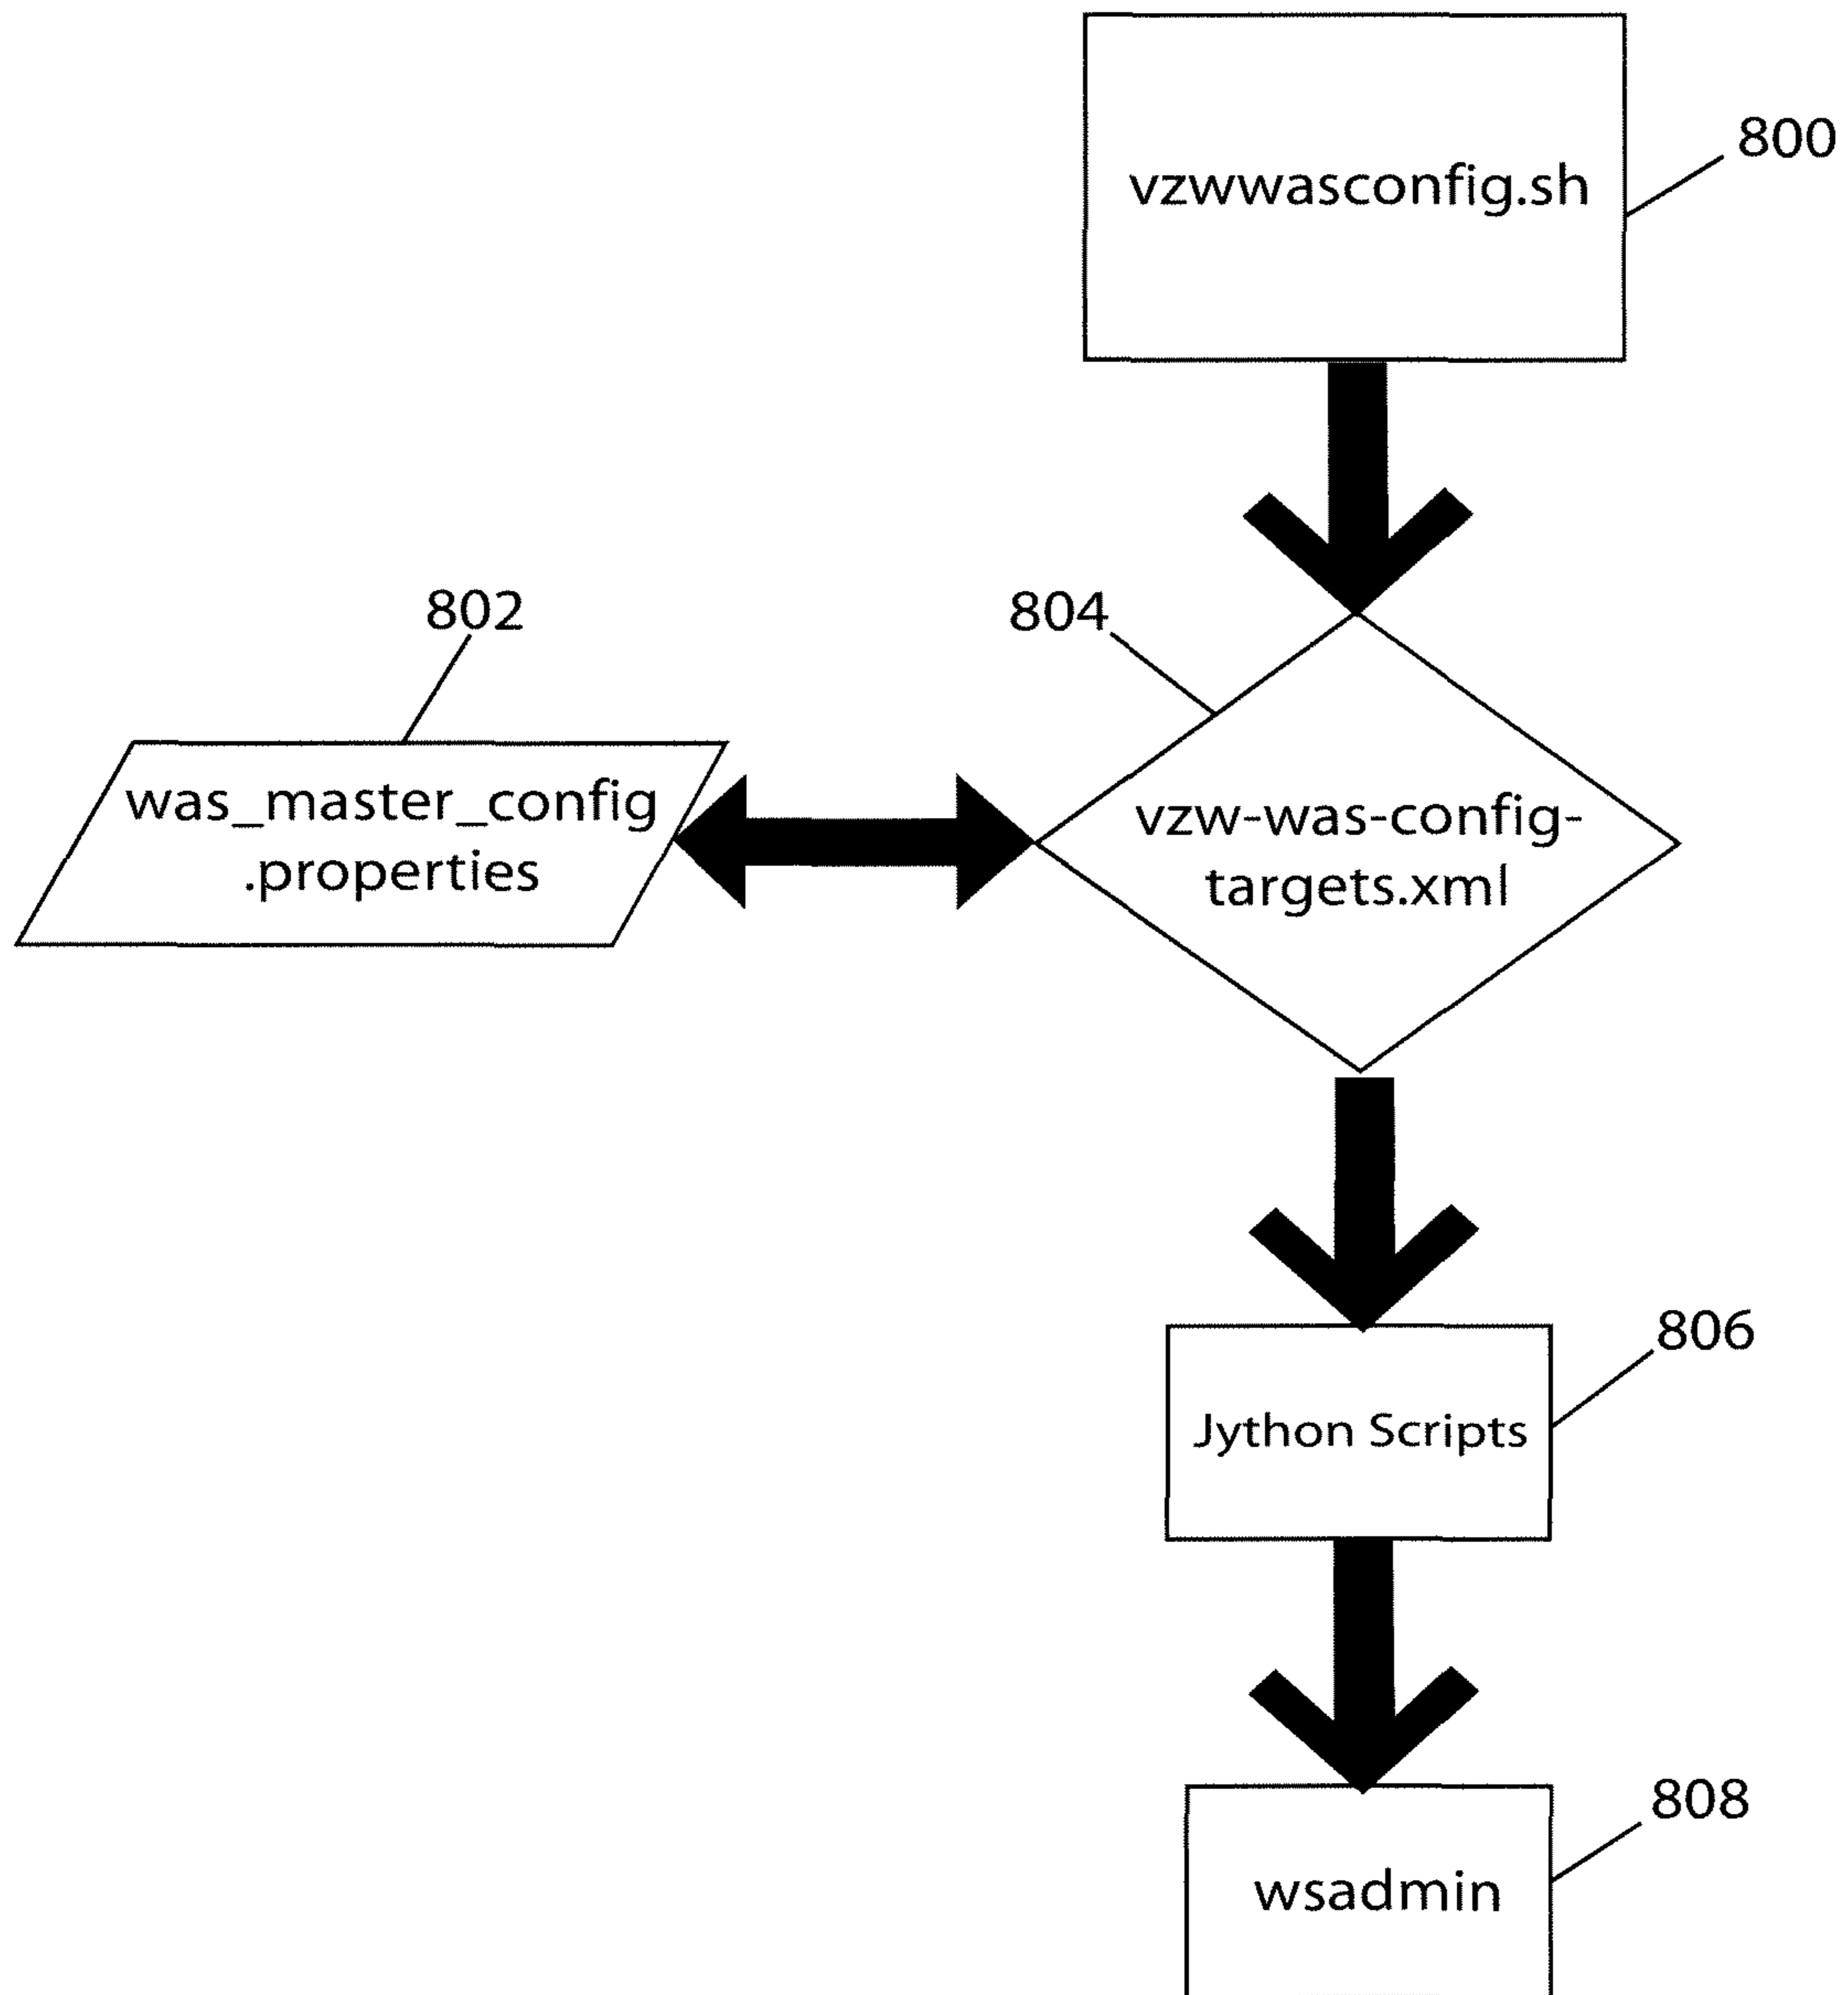 vzwwasconfig.sh
800
802
804
was_master_config
.properties
vzw-was-config-
targets.xml
806
Jython Scripts
808
wsadmin